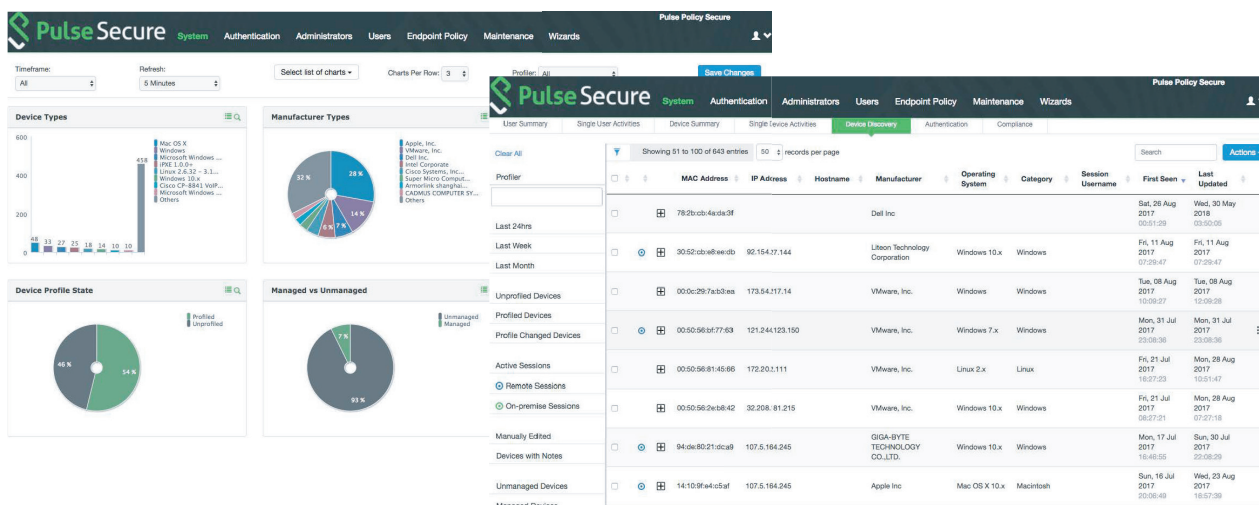 Pulse Policy Secure
Pulse Secure System Authentication Administrators Users Endpoint Policy Maintenance Wizards
Timeframe: Refresh:
All 5 Minutes Select list of charts Charts Per Row: 3 Profiler: All Save Changes
Device Types
600
400
200
0
48 33 27 25 18 14 10 10 458
Mac OS X
Windows
Microsoft Windows ...
iPXE 1.0.0+
Linux 2.6.32 - 3.1...
Windows 10.x
Cisco CP-8841 VoIP...
Microsoft Windows ...
Others
Manufacturer Types
32 % 28 % 14 % 7 % 8 %
Apple, Inc.
VMware, Inc.
Dell Inc.
Intel Corporate
Cisco Systems, Inc...
Super Micro Comput...
Armorlink shanghai...
CADMUS COMPUTER SY...
Others
Device Profile State
46 % 54 %
Profiled
Unprofiled
Managed vs Unmanaged
7 %
93 %
Unmanaged
Managed
Pulse Policy Secure
Pulse Secure System Authentication Administrators Users Endpoint Policy Maintenance Wizards
User Summary Single User Activities Device Summary Single Device Activities Device Discovery Authentication Compliance
Clear All
Profiler
Last 24hrs
Last Week
Last Month
Unprofiled Devices
Profiled Devices
Profile Changed Devices
Active Sessions
Remote Sessions
On-premise Sessions
Manually Edited
Devices with Notes
Unmanaged Devices
Managed Devices
Showing 51 to 100 of 643 entries 50 records per page Search Actions
MAC Address IP Address Hostname Manufacturer Operating System Category Session Username First Seen Last Updated
78:2b:cb:4a:da:3f Dell Inc Sat, 26 Aug 2017 00:51:29 Wed, 30 May 2018 03:50:05
30:52:cb:e8:ee:db 92.154.27.144 Liteon Technology Corporation Windows 10.x Windows Fri, 11 Aug 2017 07:29:47 Fri, 11 Aug 2017 07:29:47
00:0c:29:7a:b3:ea 173.54.217.14 VMware, Inc. Windows Windows Tue, 08 Aug 2017 10:09:27 Tue, 08 Aug 2017 12:09:28
00:50:56:bf:77:63 121.244.123.150 VMware, Inc. Windows 7.x Windows Mon, 31 Jul 2017 23:08:36 Mon, 31 Jul 2017 23:08:36
00:50:56:81:45:66 VMware, Inc. Linux 2.x Linux Fri, 21 Jul 2017 18:27:23 Mon, 28 Aug 2017 10:51:47
00:50:56:2e:b8:42 VMware, Inc. Windows 10.x Windows Fri, 21 Jul 2017 08:27:21 Mon, 28 Aug 2017 07:27:18
94:de:80:21:dc:a9 107.5.164.245 GIGA-BYTE TECHNOLOGY CO.,LTD. Windows 10.x Windows Mon, 17 Jul 2017 18:46:55 Sun, 30 Jul 2017 22:08:29
14:10:9f:e4:c5:af 107.5.164.245 Apple Inc Mac OS X 10.x Macintosh Sun, 16 Jul 2017 20:06:49 Wed, 23 Aug 2017 16:57:39